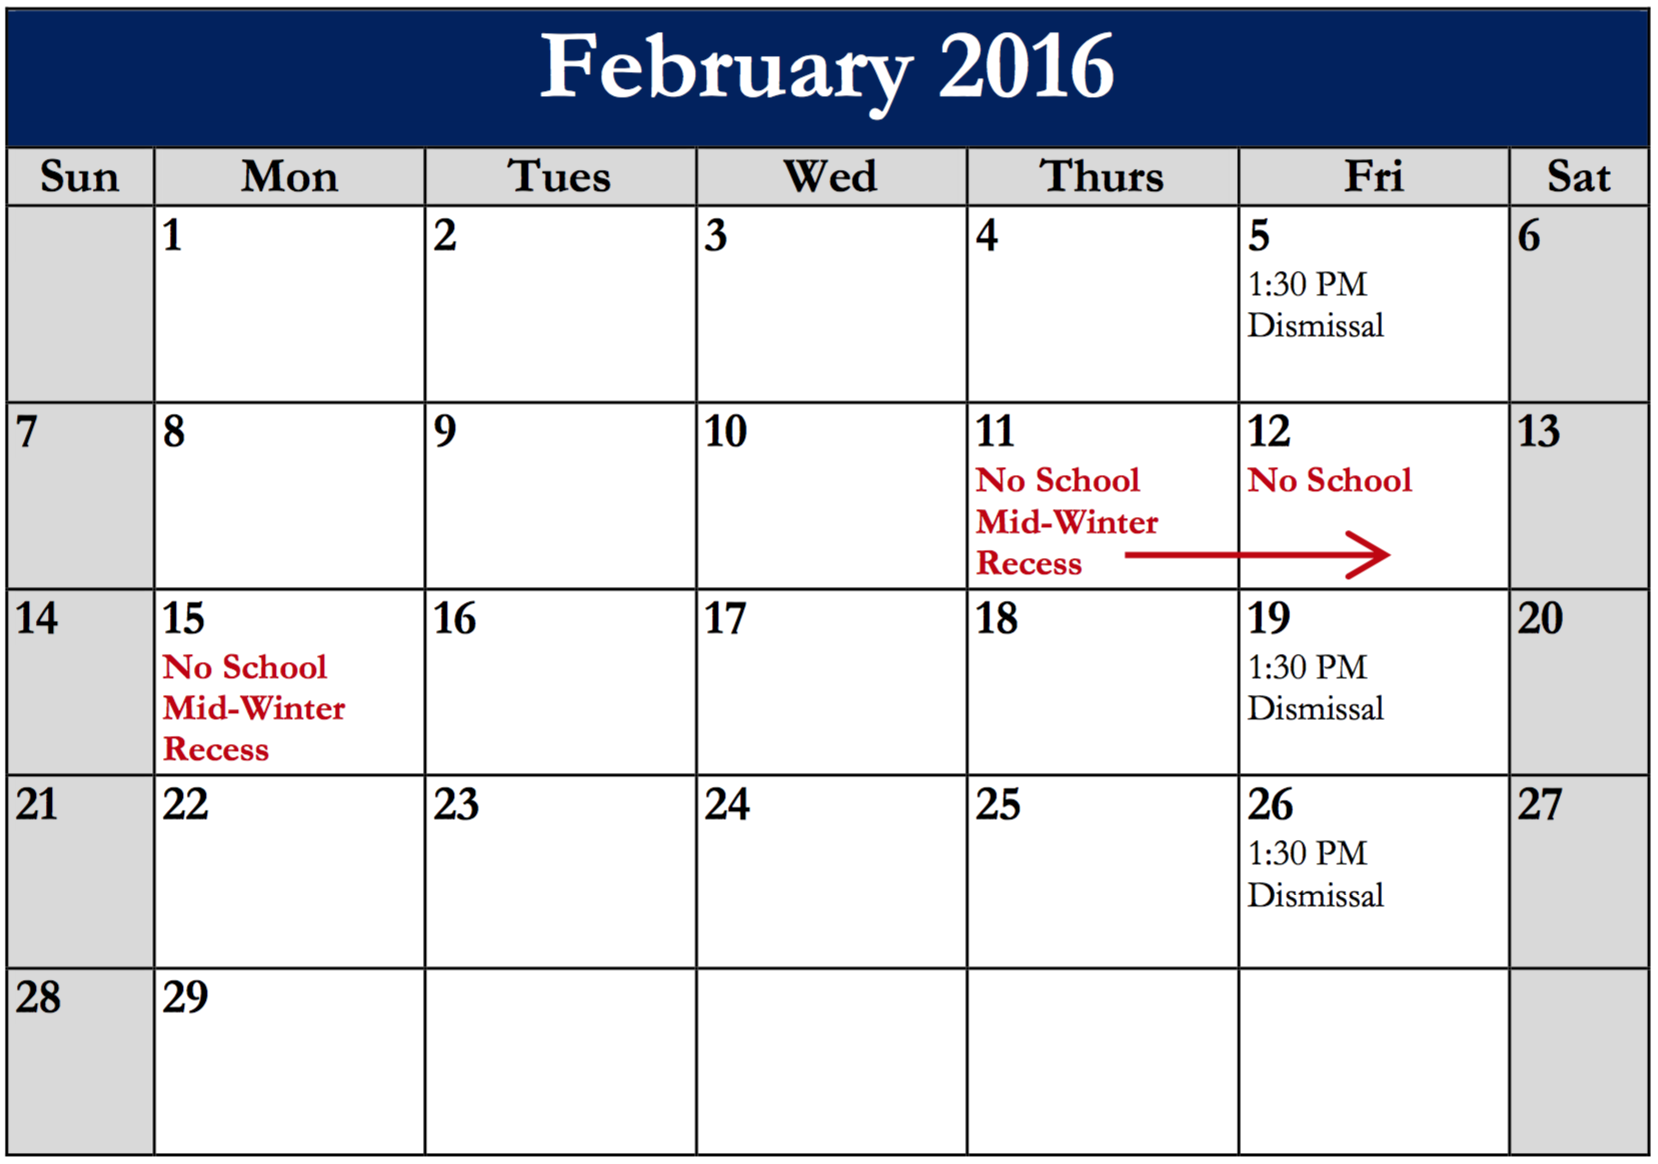 February 2016
Sun Mon Tues Wed Thurs Fri Sat
1 2 3 4 5 6
1:30 PM
Dismissal
7 8 9 10 11 12 13
No School No School
Mid-Winter
Recess
14 15 16 17 18 19 20
No School 1:30 PM
Mid-Winter Dismissal
Recess
21 22 23 24 25 26 27
1:30 PM
Dismissal
28 29